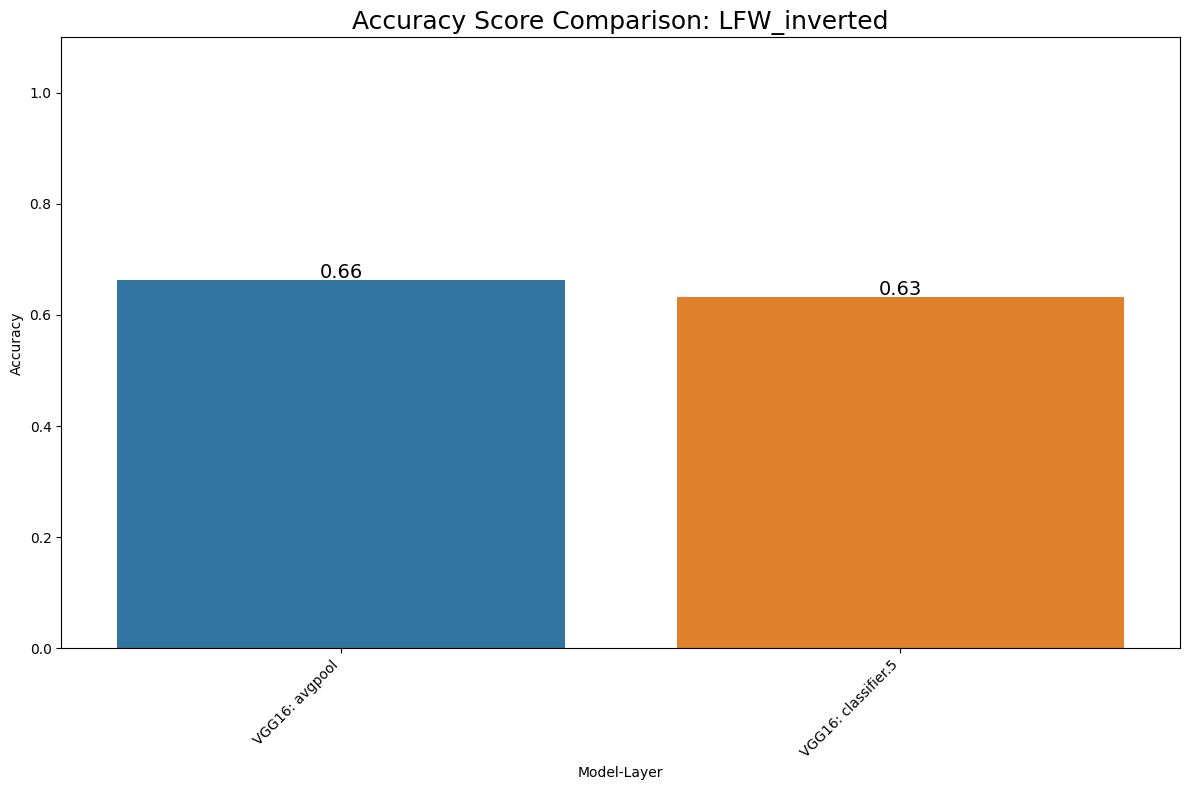 Accuracy Score Comparison: LFW_inverted
1.0
0.8
0.6
0.4
0.2
0.0
Accuracy
0.66
0.63
VGG16: avgpool
VGG16: classifier.5
Model-Layer